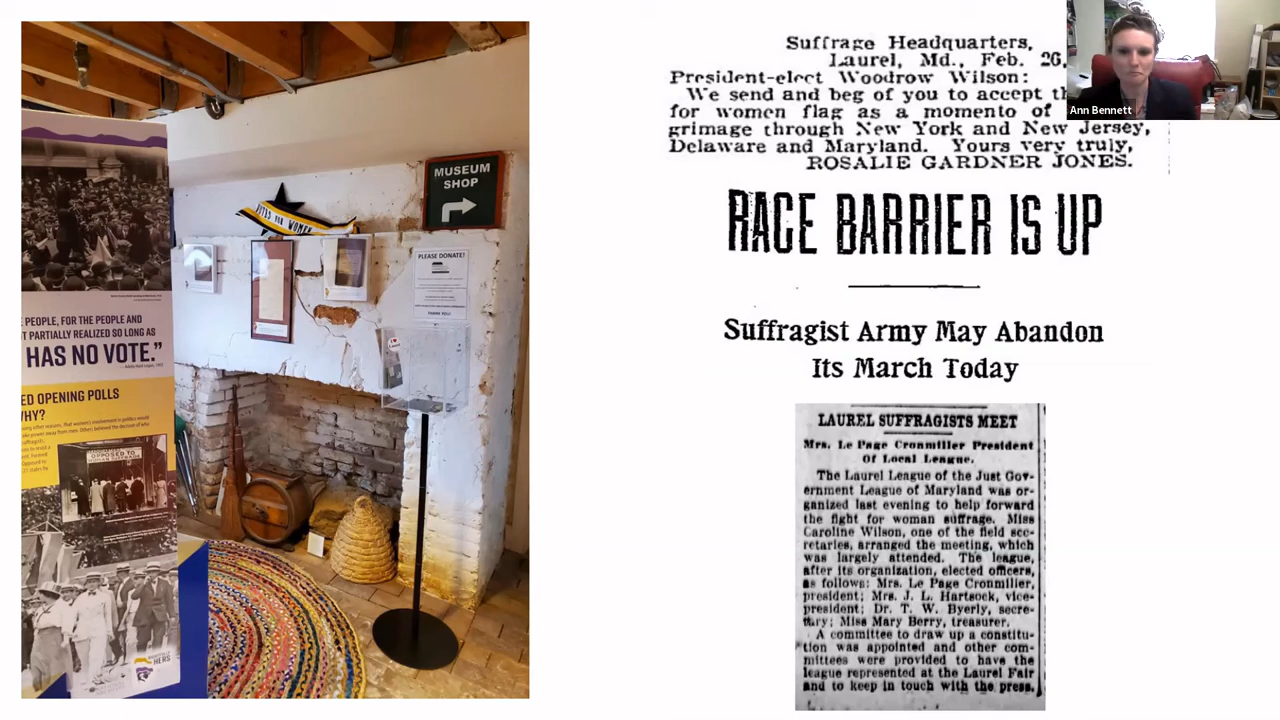 MUSEUM
SHOP
VOTES FOR WOMEN
PLEASE DONATE!
THANK YOU!
E PEOPLE, FOR THE PEOPLE AND
T PARTIALLY REALIZED SO LONG AS
HAS NO VOTE.”
ED OPENING POLLS
WHY?
OPPOSED TO
HERS
Suffrage Headquarters,
Laurel, Md., Feb. 26,
President-elect Woodrow Wilson:
We send and beg of you to accept th
for women flag as a momento of
grimage through New York and New Jersey,
Delaware and Maryland. Yours very truly,
ROSALIE GARDNER JONES.
Ann Bennett
RACE BARRIER IS UP
Suffragist Army May Abandon
Its March Today
LAUREL SUFFRAGISTS MEET
Mrs. Le Page Cronmiller President
Of Local League.
The Laurel League of the Just Gov-
ernment League of Maryland was or-
ganized last evening to help forward
the fight for woman suffrage. Miss
Caroline Wilson, one of the field sec-
retaries, arranged the meeting, which
was largely attended. The league,
after its organization, elected officers,
as follows: Mrs. Le Page Cronmiller,
president; Mrs. J. L. Hartsock, vice-
president; Dr. T. W. Byerly, secre-
tary; Miss Mary Berry, treasurer.
A committee to draw up a constitu-
tion was appointed and other com-
mittees were provided to have the
league represented at the Laurel Fair
and to keep in touch with the press.